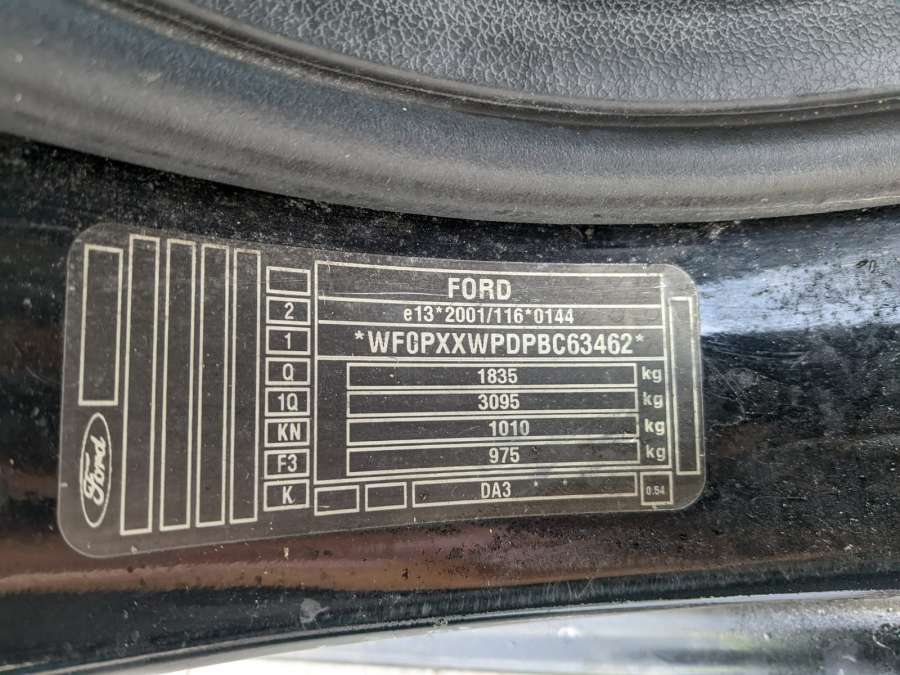 FORD
2 e13*2001/116*0144
1 *WF0PXXWPDPBC63462*
Q 1835 kg
1Q 3095 kg
KN 1010 kg
F3 975 kg
K DA3 0.54
Ford